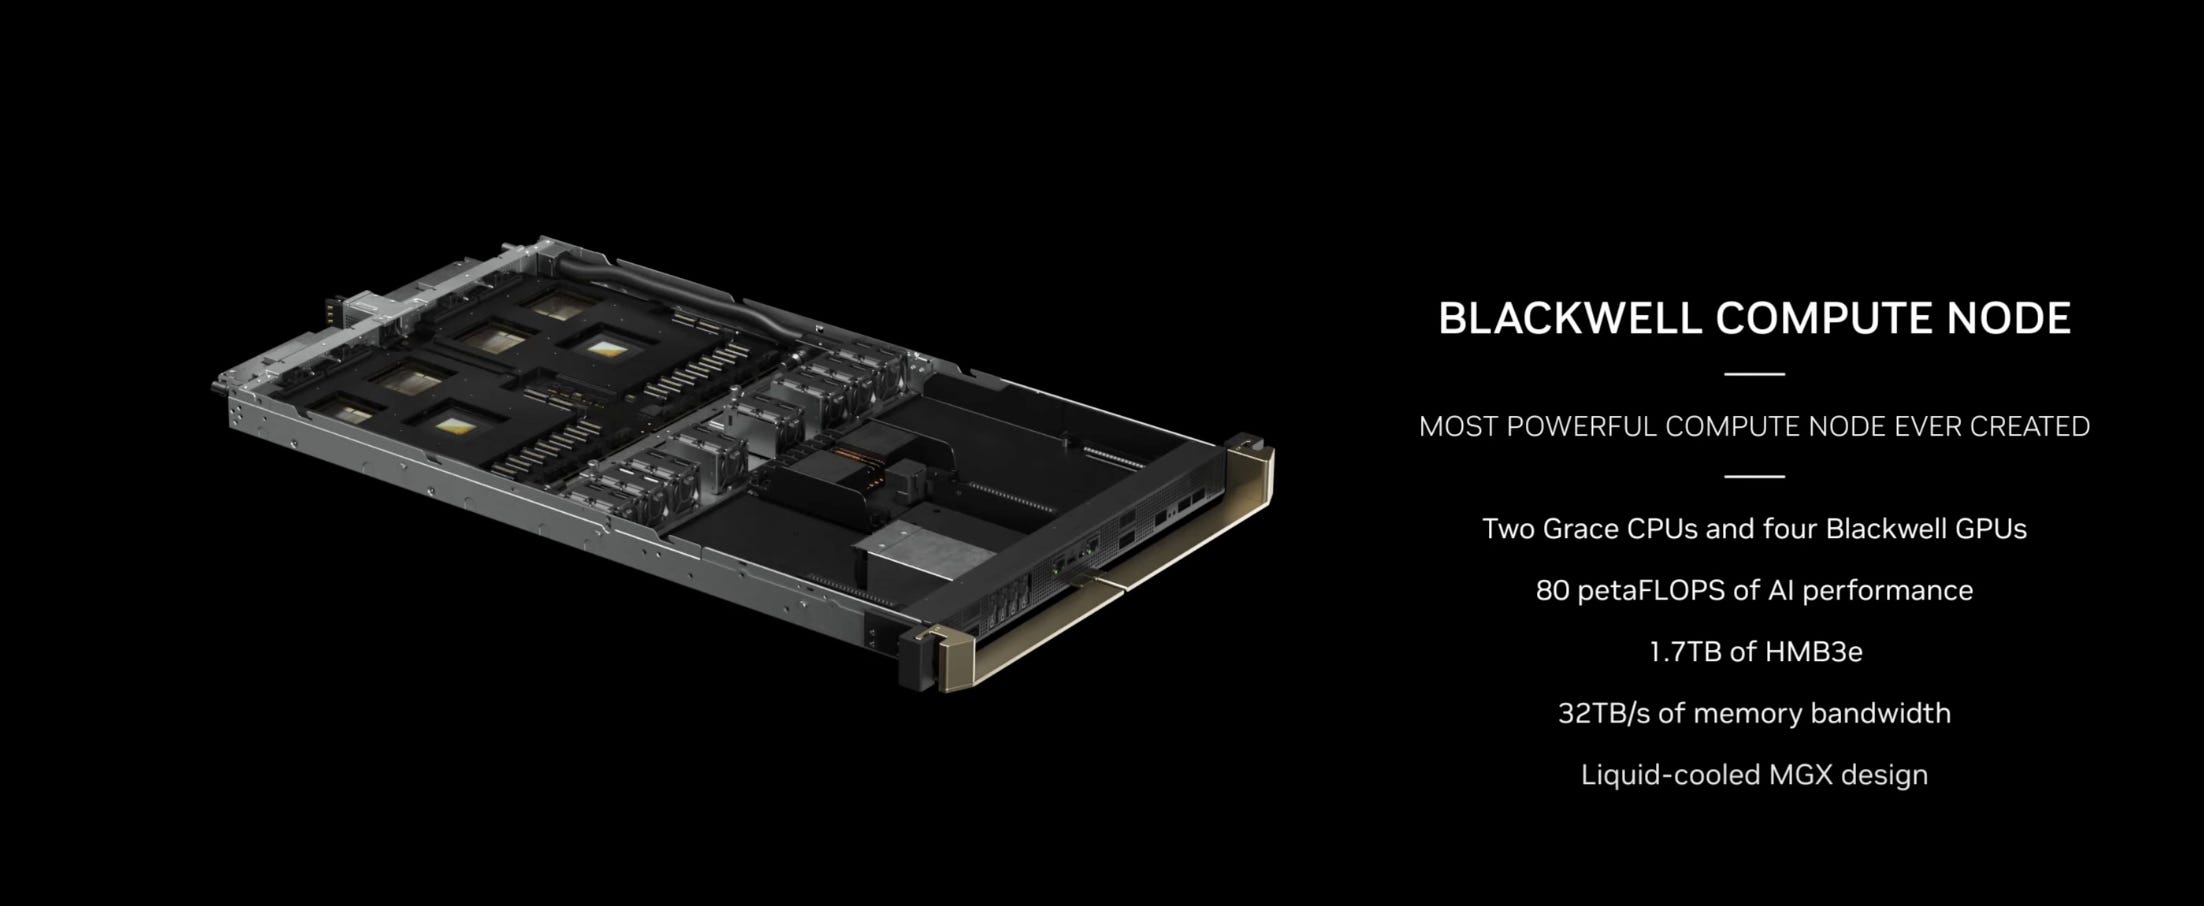 BLACKWELL COMPUTE NODE
MOST POWERFUL COMPUTE NODE EVER CREATED
Two Grace CPUs and four Blackwell GPUs
80 petaFLOPS of AI performance
1.7TB of HMB3e
32TB/s of memory bandwidth
Liquid-cooled MGX design